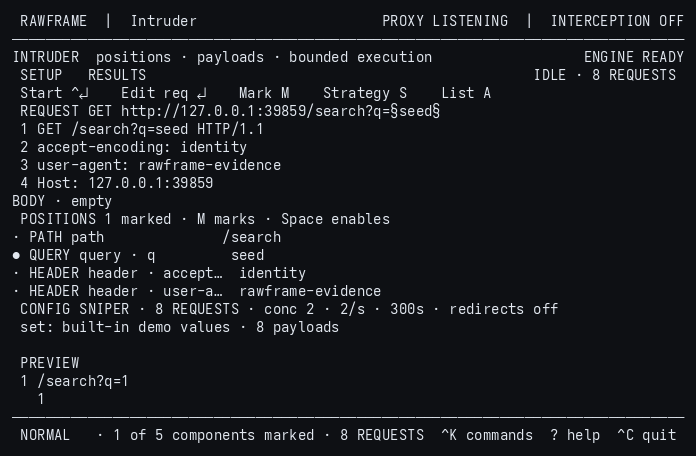 RAWFRAME | Intruder PROXY LISTENING | INTERCEPTION OFF
INTRUDER positions · payloads · bounded execution ENGINE READY
SETUP RESULTS IDLE · 8 REQUESTS
Start ^↵ Edit req ↵ Mark M Strategy S List A
REQUEST GET http://127.0.0.1:39859/search?q=§seed§
1 GET /search?q=seed HTTP/1.1
2 accept-encoding: identity
3 user-agent: rawframe-evidence
4 Host: 127.0.0.1:39859
BODY · empty
POSITIONS 1 marked · M marks · Space enables
· PATH path /search
● QUERY query · q seed
· HEADER header · accept… identity
· HEADER header · user-a… rawframe-evidence
CONFIG SNIPER · 8 REQUESTS · conc 2 · 2/s · 300s · redirects off
set: built-in demo values · 8 payloads
PREVIEW
1 /search?q=1
1
NORMAL · 1 of 5 components marked · 8 REQUESTS ^K commands ? help ^C quit